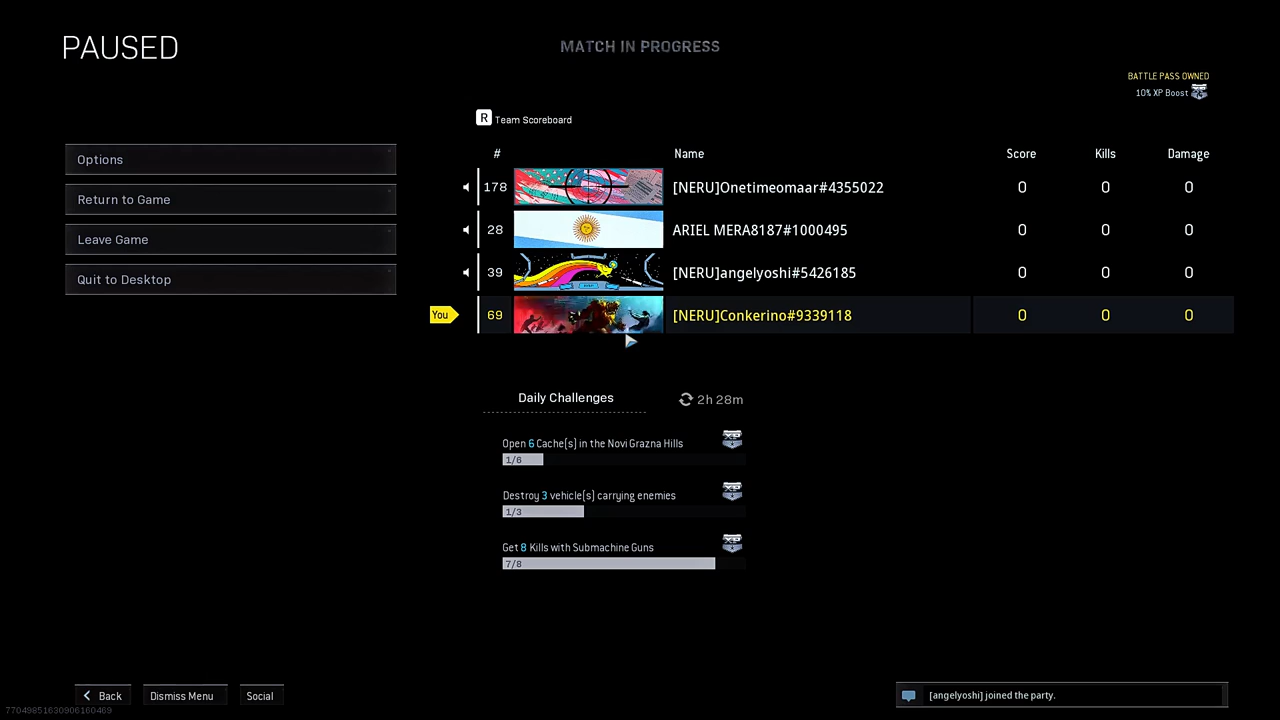 PAUSED
MATCH IN PROGRESS
BATTLE PASS OWNED
10% XP Boost
R Team Scoreboard
Options
Return to Game
Leave Game
Quit to Desktop
# Name Score Kills Damage
178 [NERU]Onetimeomaar#4355022 0 0 0
28 ARIEL MERA8187#1000495 0 0 0
39 [NERU]angelyoshi#5426185 0 0 0
You 69 [NERU]Conkerino#9339118 0 0 0
Daily Challenges 2h 28m
Open 6 Cache(s) in the Novi Grazna Hills XP
1/6
Destroy 3 vehicle(s) carrying enemies XP
1/3
Get 8 Kills with Submachine Guns XP
7/8
Back Dismiss Menu Social
[angelyoshi] joined the party.